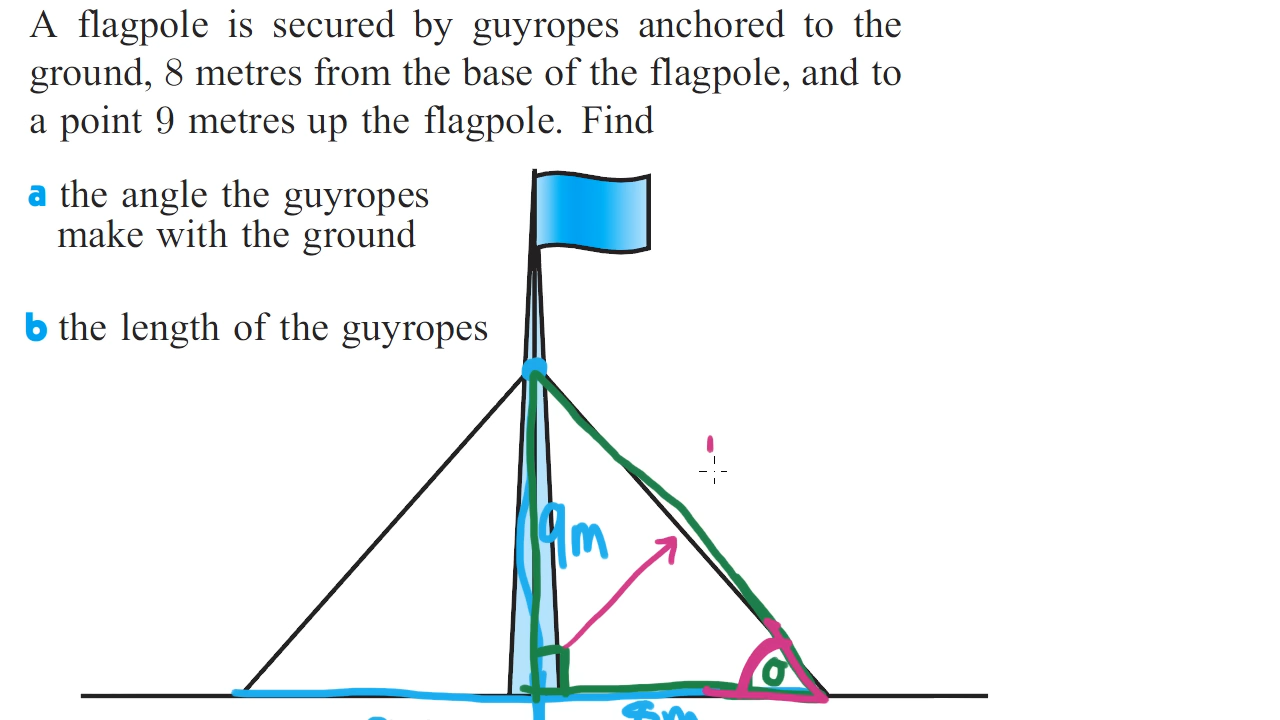 A flagpole is secured by guyropes anchored to the
ground, 8 metres from the base of the flagpole, and to
a point 9 metres up the flagpole. Find
a the angle the guyropes
make with the ground
b the length of the guyropes
9m
θ
8m